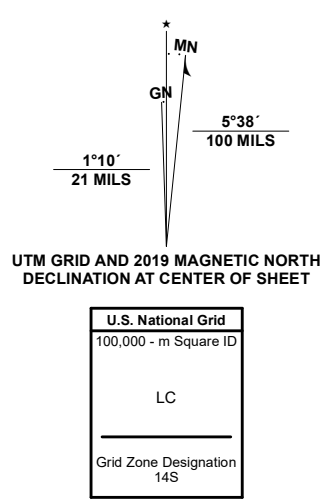 ★
MN
GN
5°38´
100 MILS
1°10´
21 MILS
UTM GRID AND 2019 MAGNETIC NORTH
DECLINATION AT CENTER OF SHEET
U.S. National Grid
100,000 - m Square ID
LC
Grid Zone Designation
14S